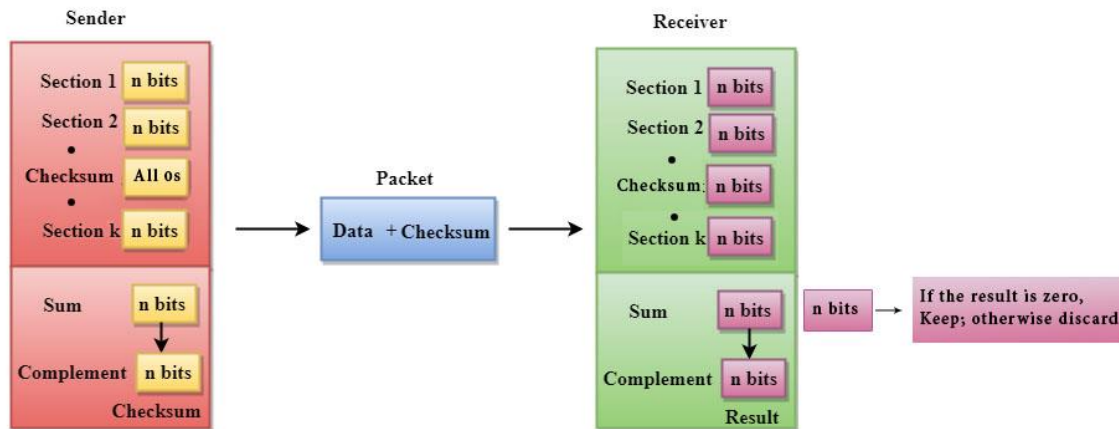 Sender
Section 1 n bits
Section 2 n bits
Checksum All 0s
Section k n bits
Sum n bits
Complement n bits
Checksum
Packet
Data + Checksum
Receiver
Section 1 n bits
Section 2 n bits
Checksum: n bits
Section k n bits
Sum n bits
Complement n bits
Result
n bits
If the result is zero,
Keep; otherwise discard